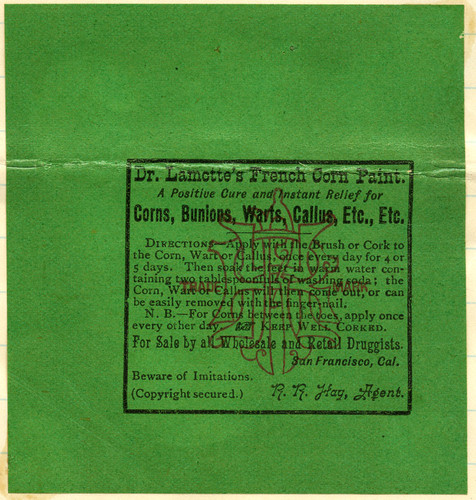 Dr. Lamotte's French Corn Paint.
A Positive Cure and Instant Relief for
Corns, Bunions, Warts, Callus, Etc., Etc.
DIRECTIONS—Apply with the Brush or Cork to
the Corn, Wart or Callus, once every day for 4 or
5 days. Then soak the feet in warm water con-
taining two tablespoonfuls of washing soda; the
Corn, Wart or Callus will then come out, or can
be easily removed with the finger-nail.
N. B.—For Corns between the toes, apply once
every other day. KEEP WELL CORKED.
For Sale by all Wholesale and Retail Druggists.
San Francisco, Cal.
Beware of Imitations.
(Copyright secured.) R. R. Hay, Agent.
TRADE MARK